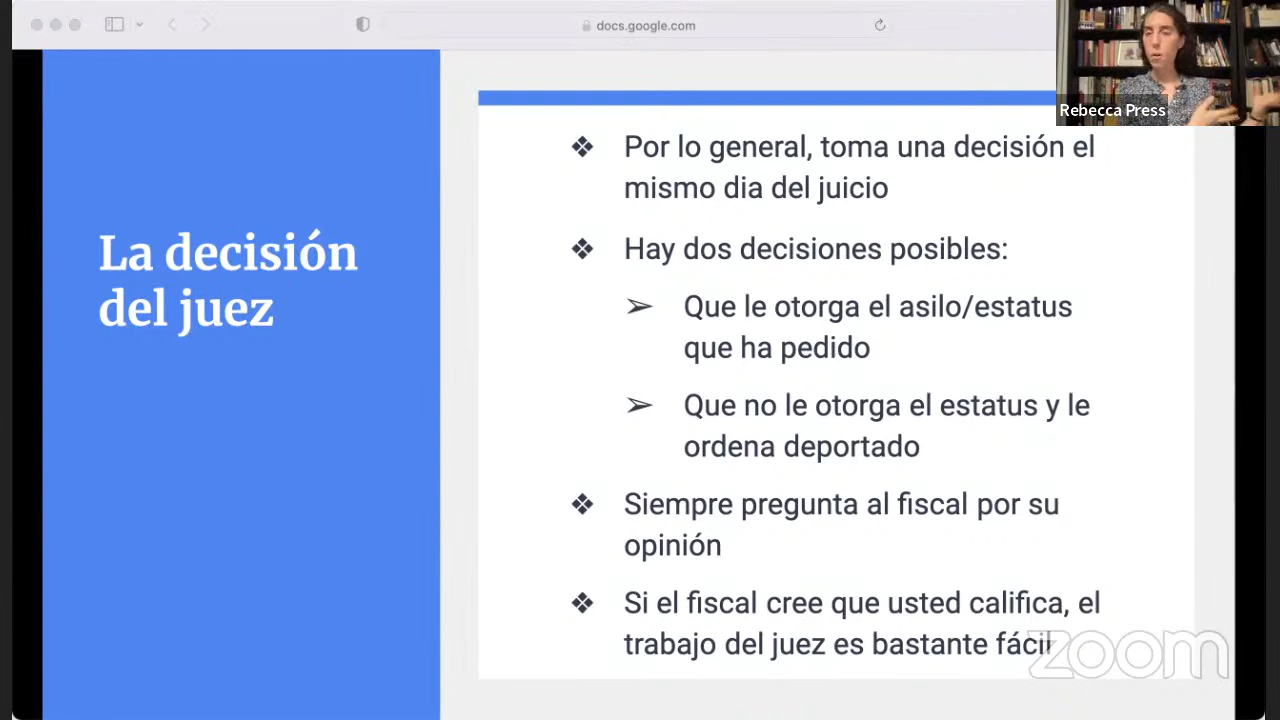 docs.google.com
Rebecca Press
La decisión
del juez
❖ Por lo general, toma una decisión el
mismo dia del juicio
❖ Hay dos decisiones posibles:
➢ Que le otorga el asilo/estatus
que ha pedido
➢ Que no le otorga el estatus y le
ordena deportado
❖ Siempre pregunta al fiscal por su
opinión
❖ Si el fiscal cree que usted califica, el
trabajo del juez es bastante fácil
zoom